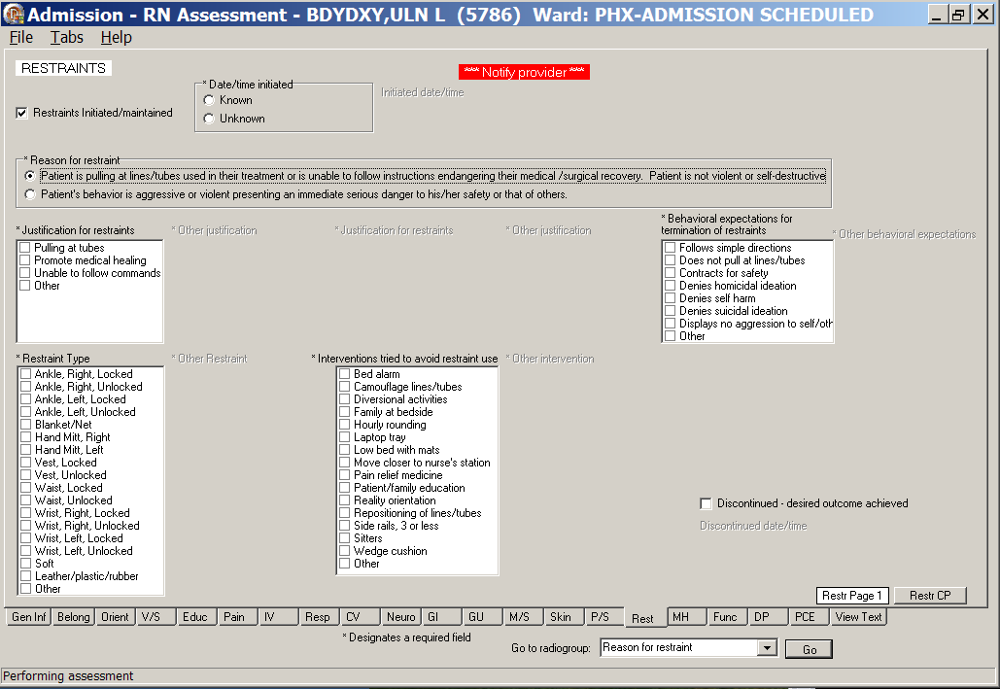 Admission - RN Assessment - BDYDXY,ULN L (5786) Ward: PHX-ADMISSION SCHEDULED
File Tabs Help
RESTRAINTS
*** Notify provider ***
* Date/time initiated
Known
Unknown
Initiated date/time
Restraints Initiated/maintained
* Reason for restraint
Patient is pulling at lines/tubes used in their treatment or is unable to follow instructions endangering their medical /surgical recovery. Patient is not violent or self-destructive
Patient's behavior is aggressive or violent presenting an immediate serious danger to his/her safety or that of others.
* Justification for restraints
* Other justification
* Justification for restraints
* Other justification
* Behavioral expectations for
termination of restraints
* Other behavioral expectations
Pulling at tubes
Promote medical healing
Unable to follow commands
Other
Follows simple directions
Does not pull at lines/tubes
Contracts for safety
Denies homicidal ideation
Denies self harm
Denies suicidal ideation
Displays no aggression to self/oth
Other
* Restraint Type
* Other Restraint
* Interventions tried to avoid restraint use
* Other intervention
Ankle, Right, Locked
Ankle, Right, Unlocked
Ankle, Left, Locked
Ankle, Left, Unlocked
Blanket/Net
Hand Mitt, Right
Hand Mitt, Left
Vest, Locked
Vest, Unlocked
Waist, Locked
Waist, Unlocked
Wrist, Right, Locked
Wrist, Right, Unlocked
Wrist, Left, Locked
Wrist, Left, Unlocked
Soft
Leather/plastic/rubber
Other
Bed alarm
Camouflage lines/tubes
Diversional activities
Family at bedside
Hourly rounding
Laptop tray
Low bed with mats
Move closer to nurse's station
Pain relief medicine
Patient/family education
Reality orientation
Repositioning of lines/tubes
Side rails, 3 or less
Sitters
Wedge cushion
Other
Discontinued - desired outcome achieved
Discontinued date/time
Restr Page 1 Restr CP
Gen Inf Belong Orient V/S Educ Pain IV Resp CV Neuro GI GU M/S Skin P/S Rest MH Func DP PCE View Text
* Designates a required field
Go to radiogroup: Reason for restraint Go
Performing assessment